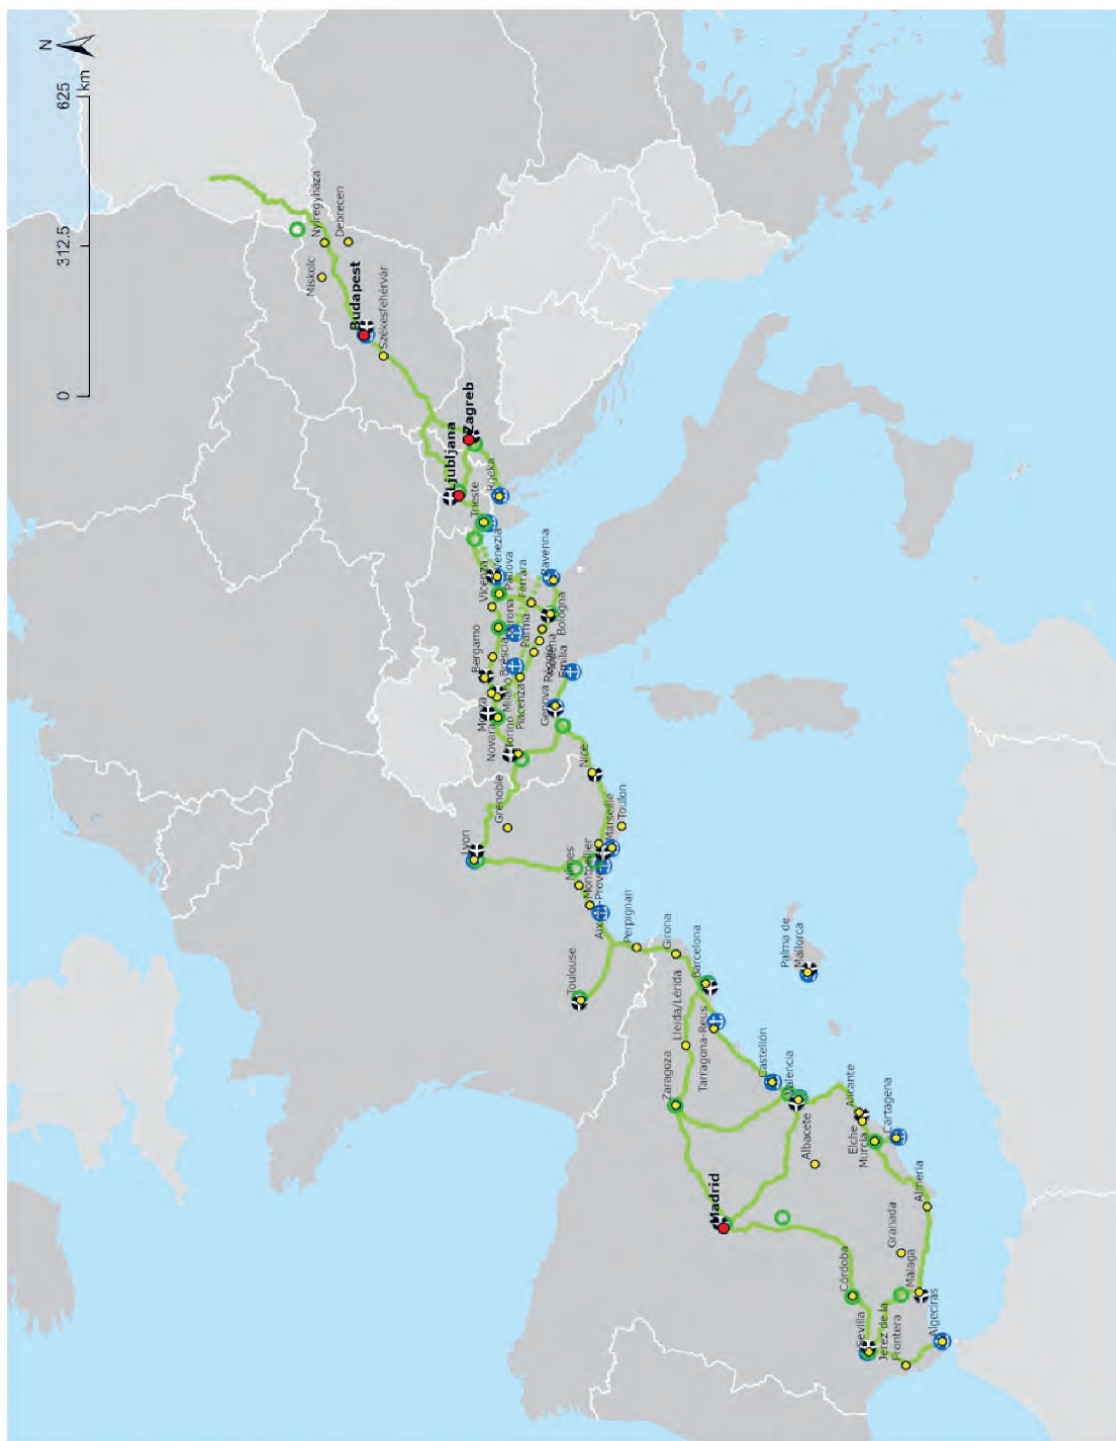 N
0
312.5
625
km
Miskolc
Nyíregyháza
Debrecen
Budapest
Székesfehérvár
Ljubljana
Zagreb
Trieste
Rijeka
Venezia
Vicenza
Padova
Ferrara
Ravenna
Bergamo
Brescia
Parma
Bologna
Emilia
Novara
Torino
Milano
Piacenza
Genova
Lyon
Grenoble
Nice
Nîmes
Montpellier
Marseille
Toulon
Toulouse
Perpignan
Girona
Barcelona
Lleida/Lérida
Tarragona-Reus
Zaragoza
Palma de
Mallorca
Castellón
Valencia
Albacete
Alicante
Elche
Murcia
Cartagena
Madrid
Almería
Granada
Málaga
Córdoba
Sevilla
Jerez de la
Frontera
Algeciras